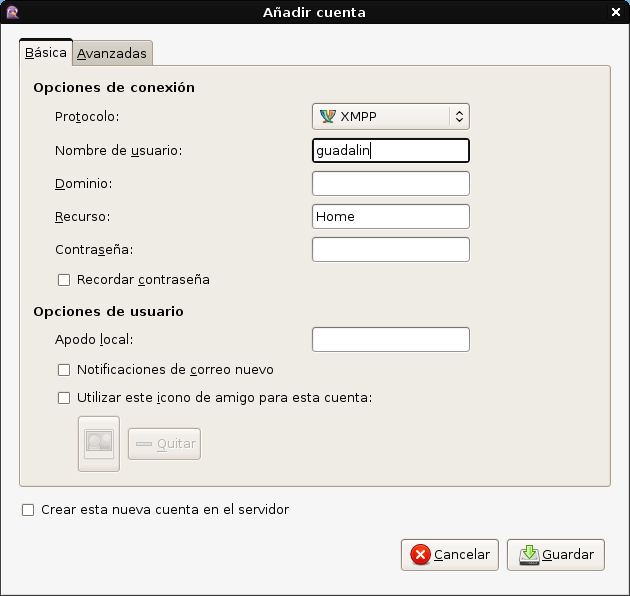 Añadir cuenta
Básica Avanzadas
Opciones de conexión
Protocolo: XMPP
Nombre de usuario: guadalin
Dominio:
Recurso: Home
Contraseña:
Recordar contraseña
Opciones de usuario
Apodo local:
Notificaciones de correo nuevo
Utilizar este icono de amigo para esta cuenta:
Quitar
Crear esta nueva cuenta en el servidor
Cancelar Guardar